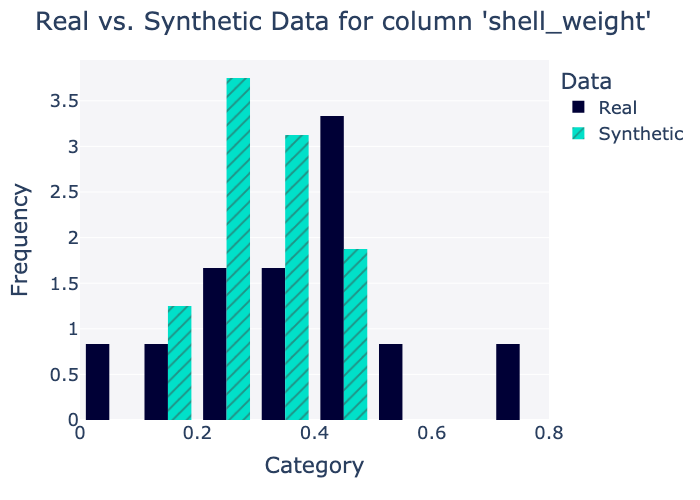 Real vs. Synthetic Data for column 'shell_weight'
Data
Real
Synthetic
Frequency
3.5
3
2.5
2
1.5
1
0.5
0
0 0.2 0.4 0.6 0.8
Category